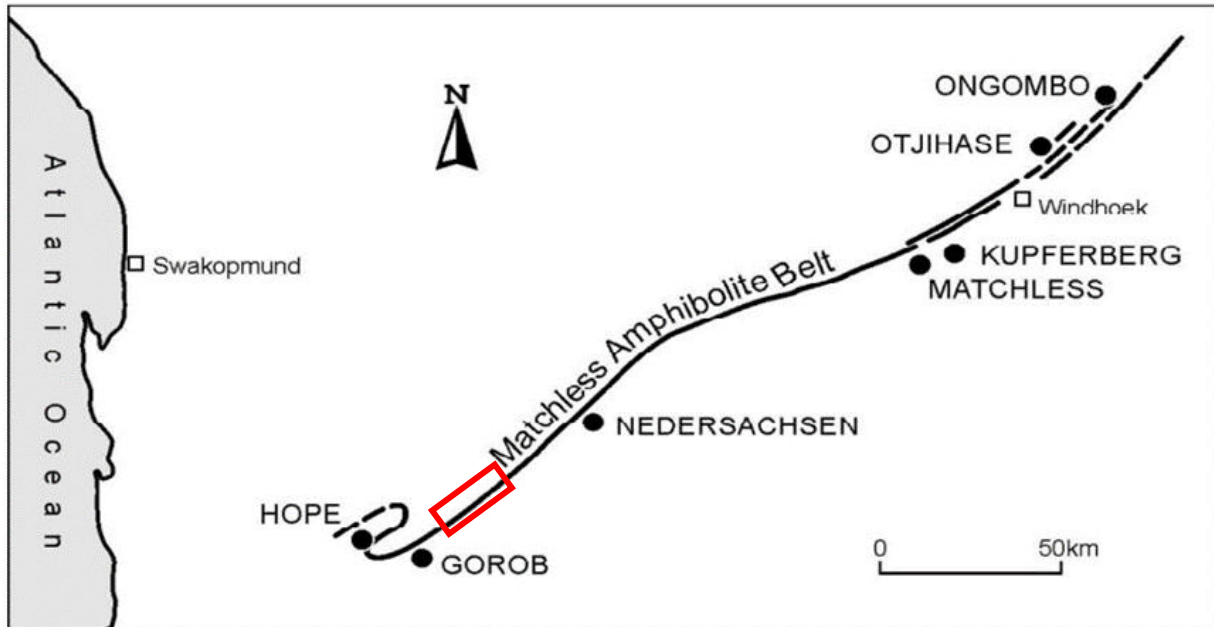 N
ONGOMBO
OTJIHASE
Windhoek
KUPFERBERG
MATCHLESS
Swakopmund
Atlantic Ocean
Matchless Amphibolite Belt
NEDERSACHSEN
HOPE
GOROB
0 50km